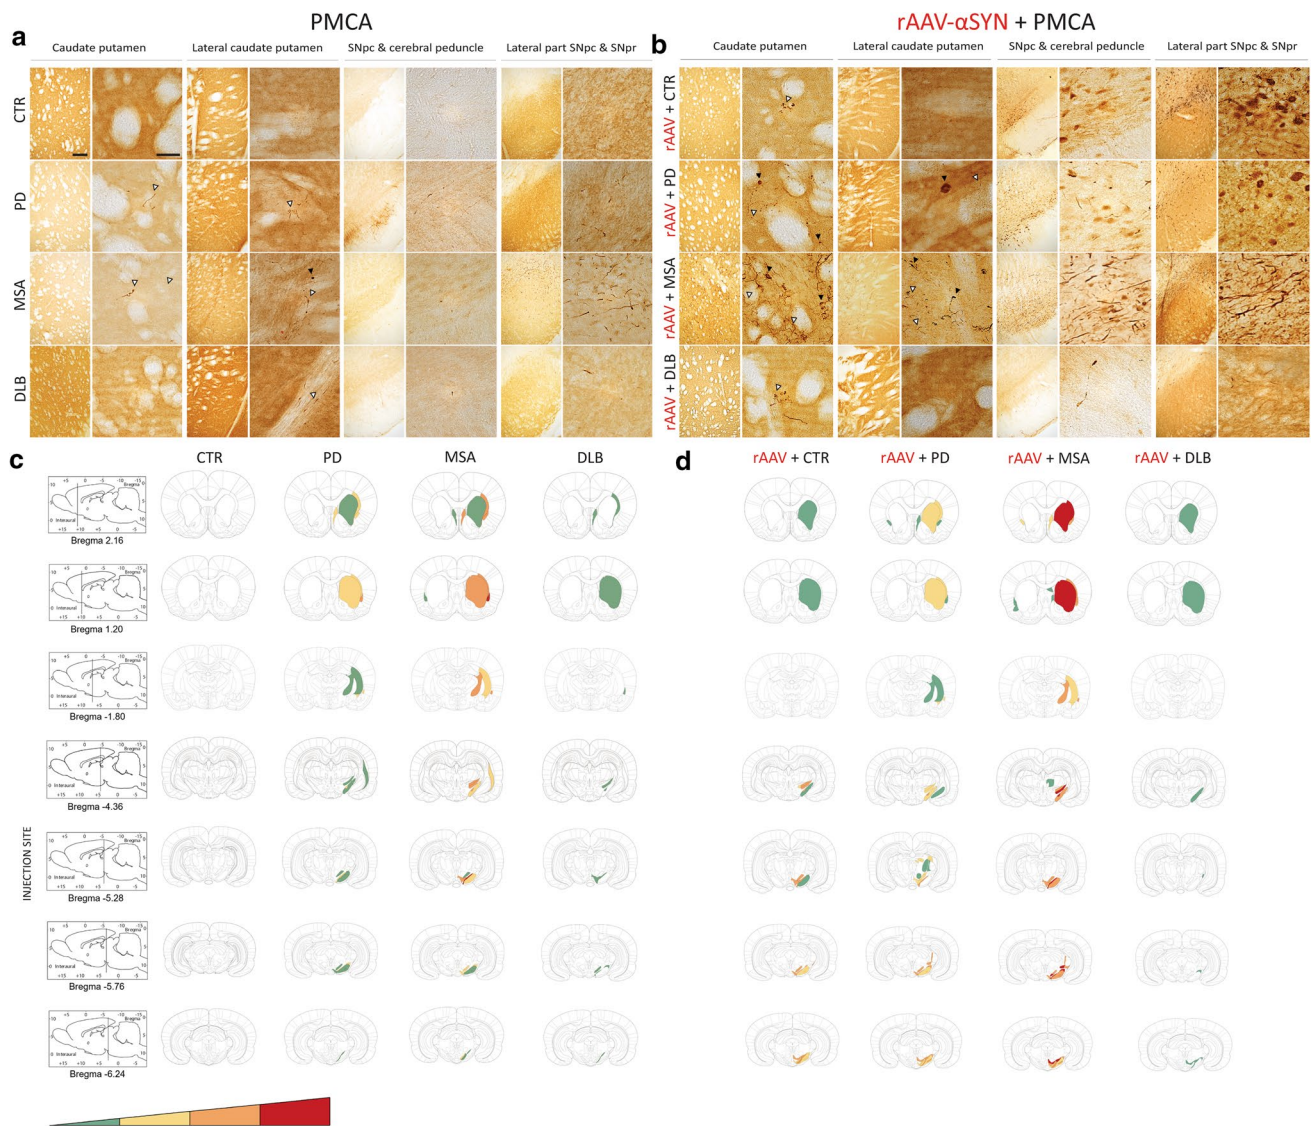 PMCA
rAAV-αSYN + PMCA
a
Caudate putamen
Lateral caudate putamen
SNpc & cerebral peduncle
Lateral part SNpc & SNpr
b
Caudate putamen
Lateral caudate putamen
SNpc & cerebral peduncle
Lateral part SNpc & SNpr
CTR
PD
MSA
DLB
rAAV + CTR
rAAV + PD
rAAV + MSA
rAAV + DLB
c
CTR
PD
MSA
DLB
d
rAAV + CTR
rAAV + PD
rAAV + MSA
rAAV + DLB
Bregma 2.16
Bregma 1.20
Bregma -1.80
Bregma -4.36
INJECTION SITE
Bregma -5.28
Bregma -5.76
Bregma -6.24